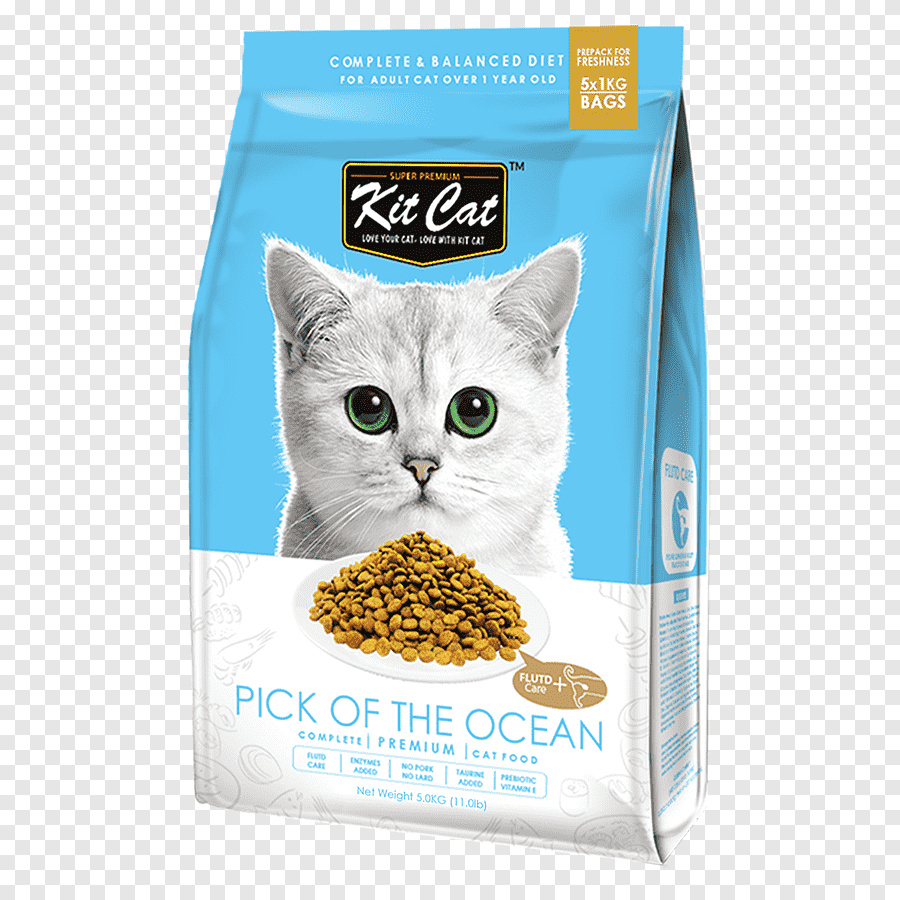 COMPLETE & BALANCED DIET
FOR ADULT CAT OVER 1 YEAR OLD
PREPACK FOR
FRESHNESS
5x1KG
BAGS
SUPER PREMIUM
Kit Cat
TM
LOVE YOUR CAT, LOVE WITH KIT CAT
FLUTD CARE
FLUTD
Care
PICK OF THE OCEAN
COMPLETE | PREMIUM | CAT FOOD
FLUTD
CARE
ENZYMES
ADDED
NO PORK
NO LARD
TAURINE
ADDED
PREBIOTIC
VITAMIN E
Net Weight 5.0KG (11.0lb)